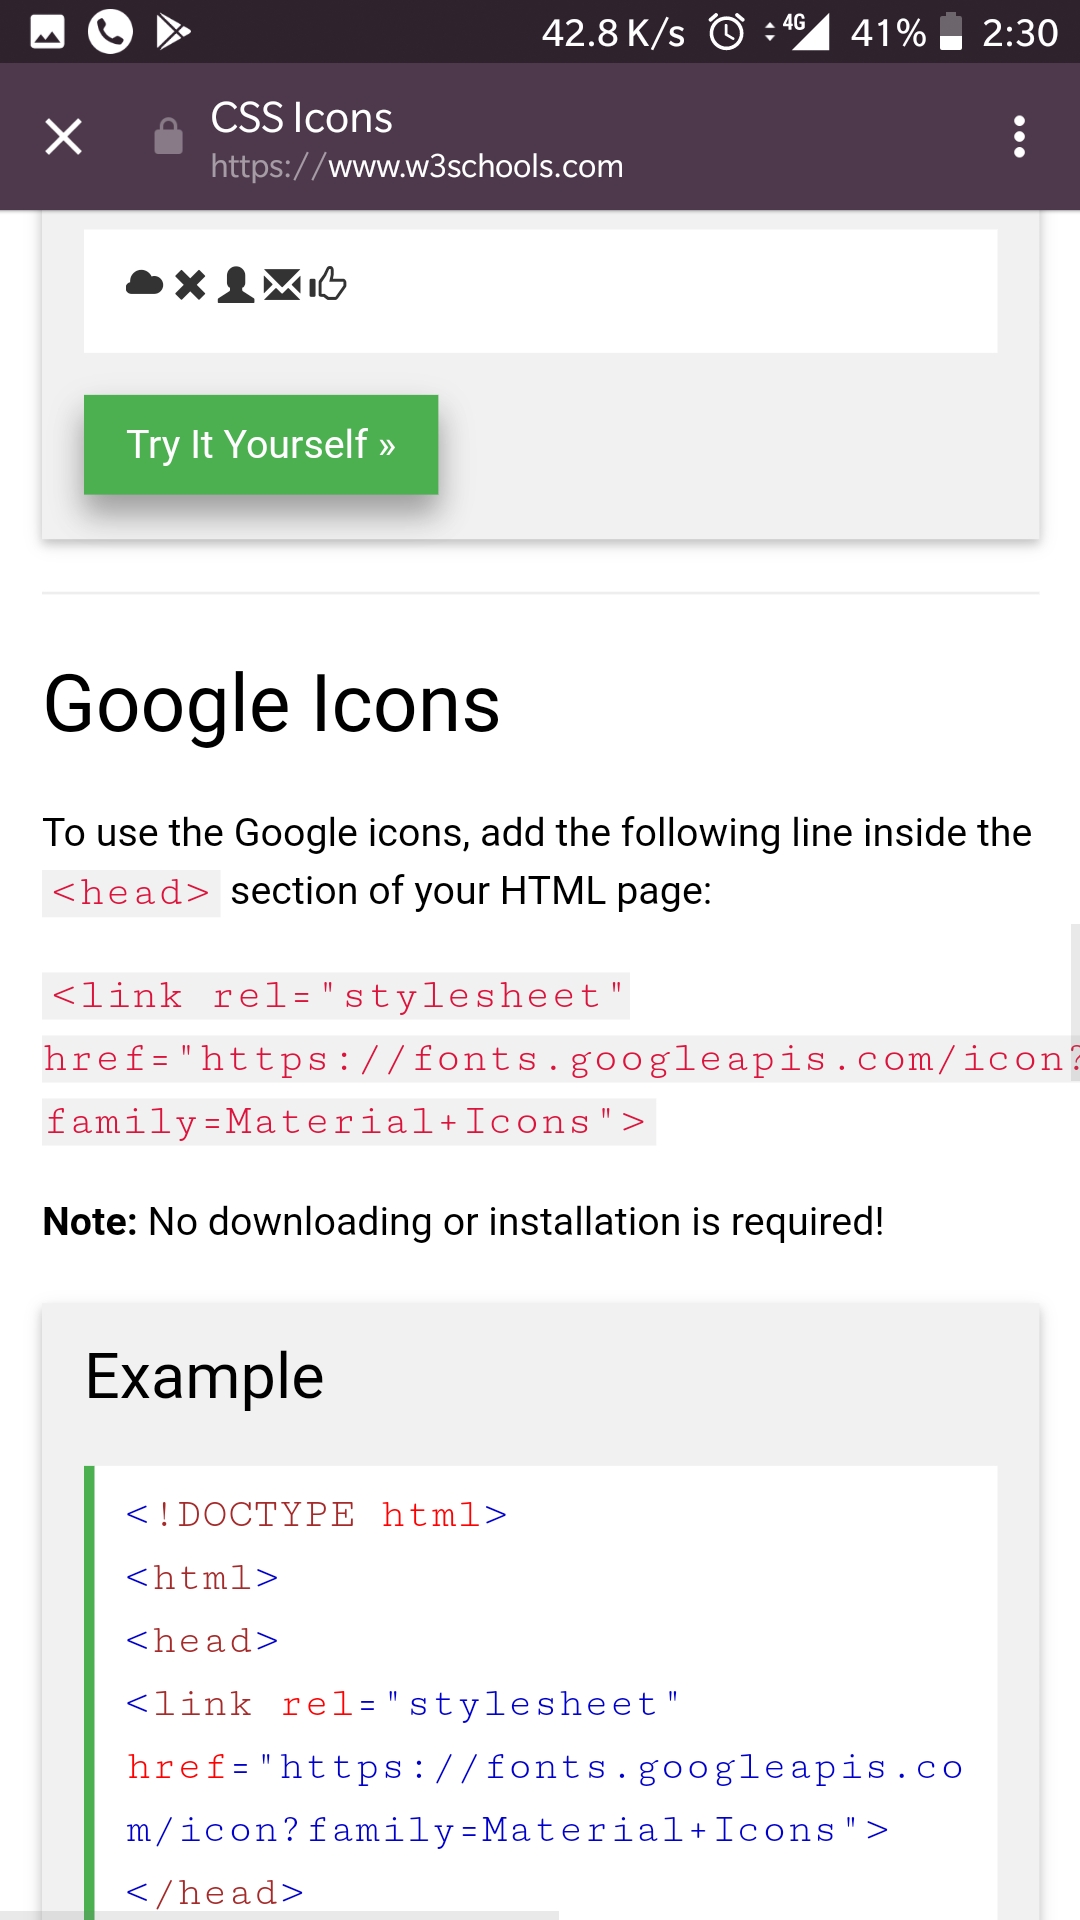 42.8 K/s 4G 41% 2:30
CSS Icons
https://www.w3schools.com
Try It Yourself »
Google Icons
To use the Google icons, add the following line inside the
<head> section of your HTML page:
<link rel="stylesheet"
href="https://fonts.googleapis.com/icon?
family=Material+Icons">
Note: No downloading or installation is required!
Example
<!DOCTYPE html>
<html>
<head>
<link rel="stylesheet"
href="https://fonts.googleapis.co
m/icon?family=Material+Icons">
</head>